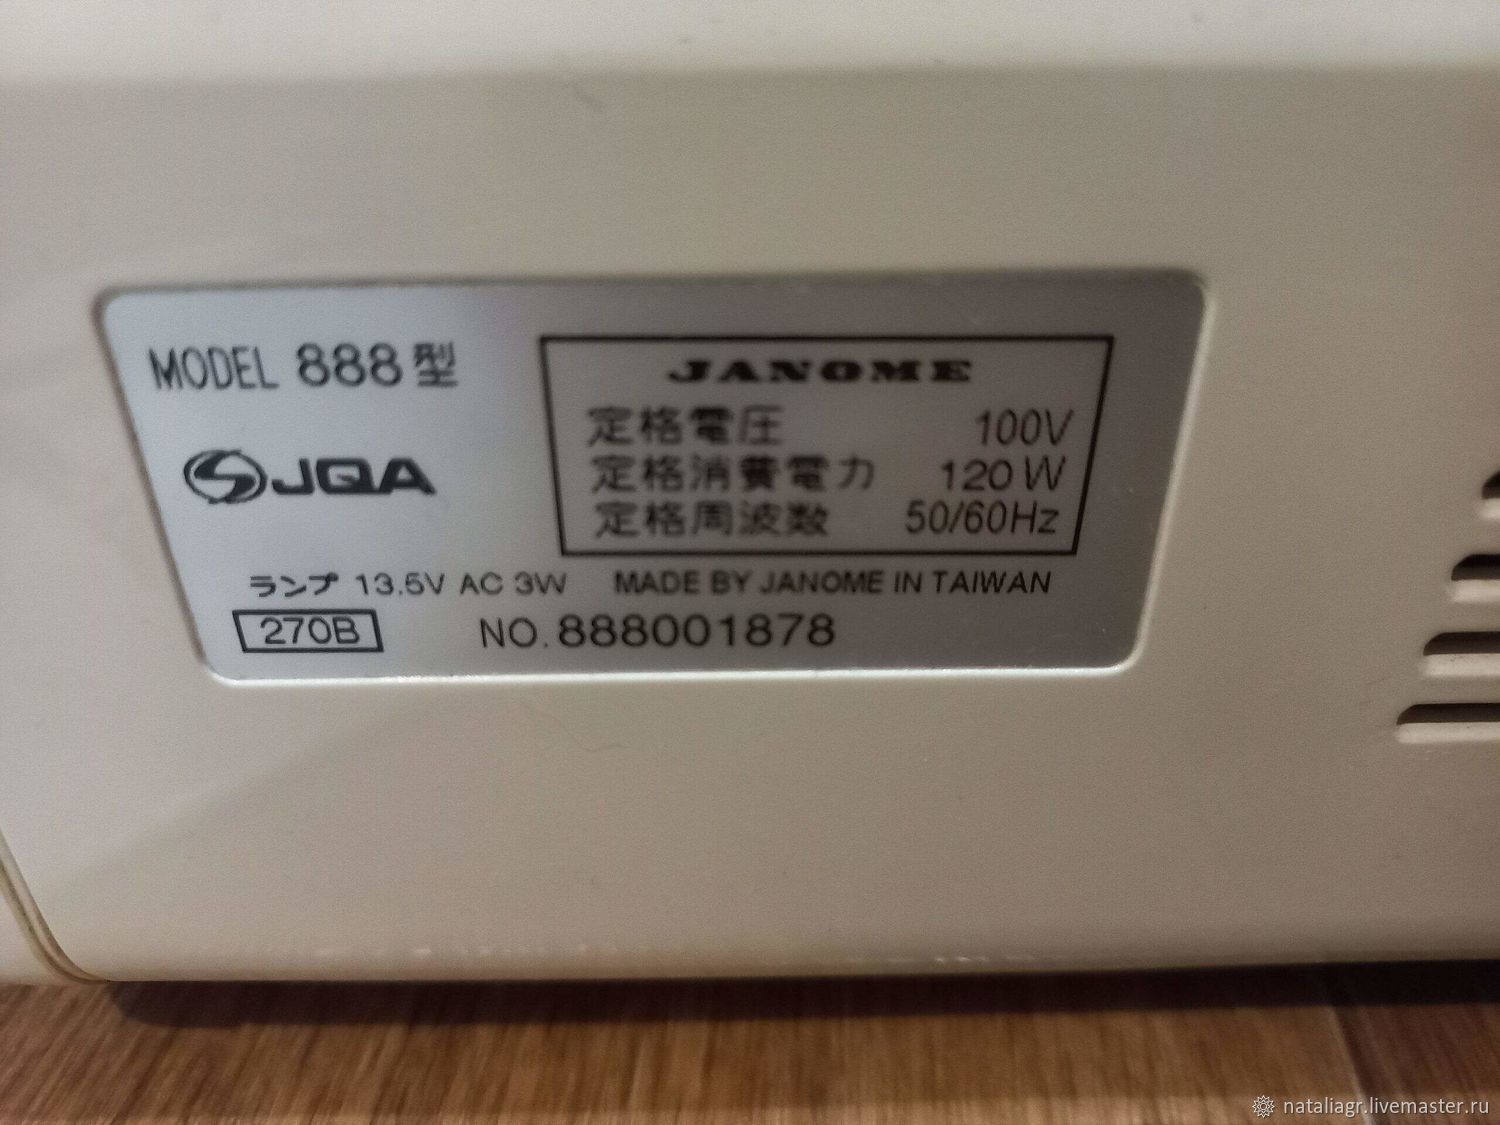 MODEL 888型
JQA
JANOME
定格電圧 100V
定格消費電力 120W
定格周波数 50/60Hz
ランプ 13.5V AC 3W MADE BY JANOME IN TAIWAN
270B NO. 888001878
nataliagr.livemaster.ru